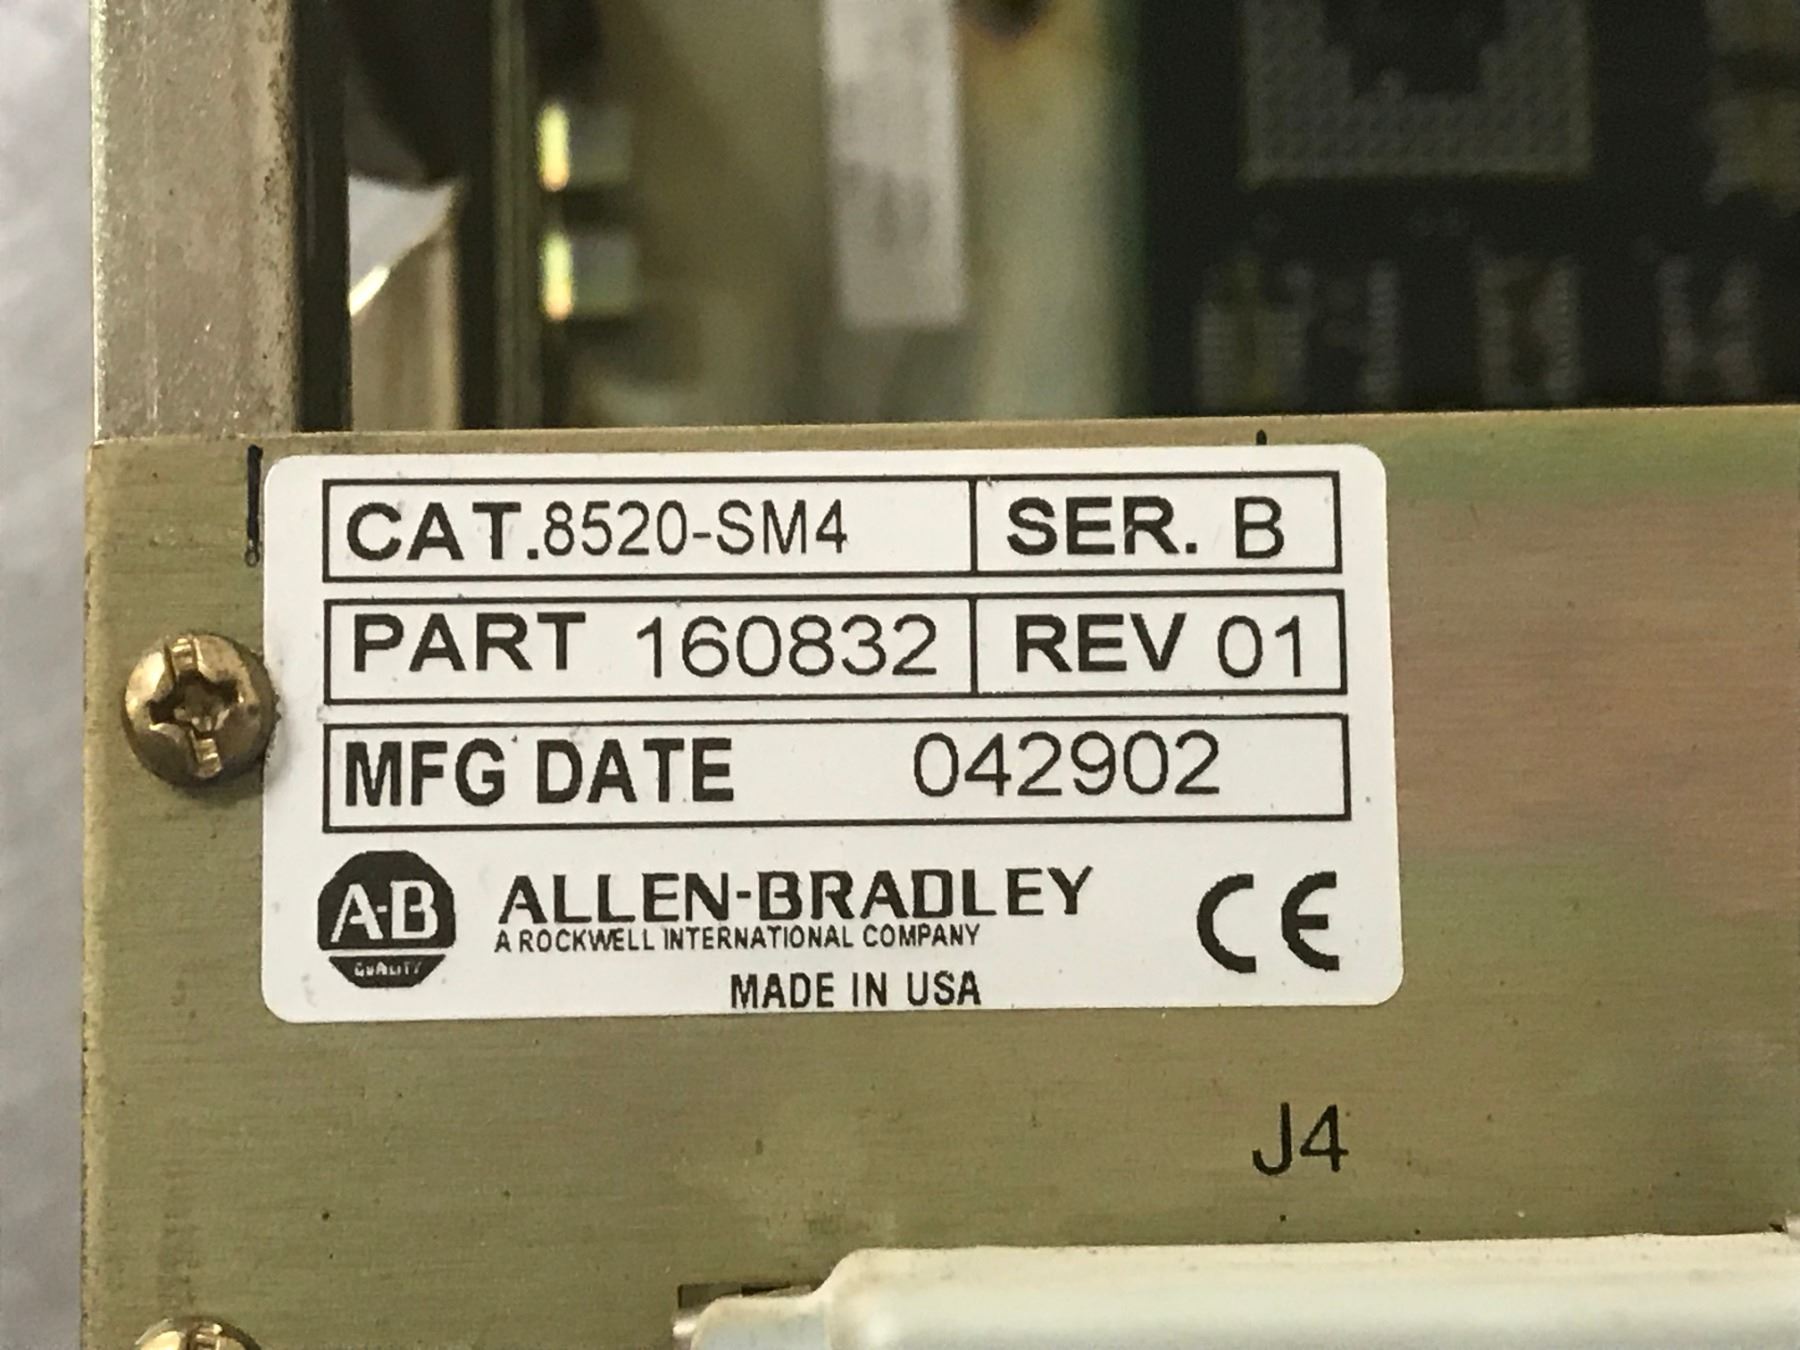 CAT.8520-SM4 SER. B
PART 160832 REV 01
MFG DATE 042902
A-B
QUALITY
ALLEN-BRADLEY
A ROCKWELL INTERNATIONAL COMPANY
CE
MADE IN USA
J4